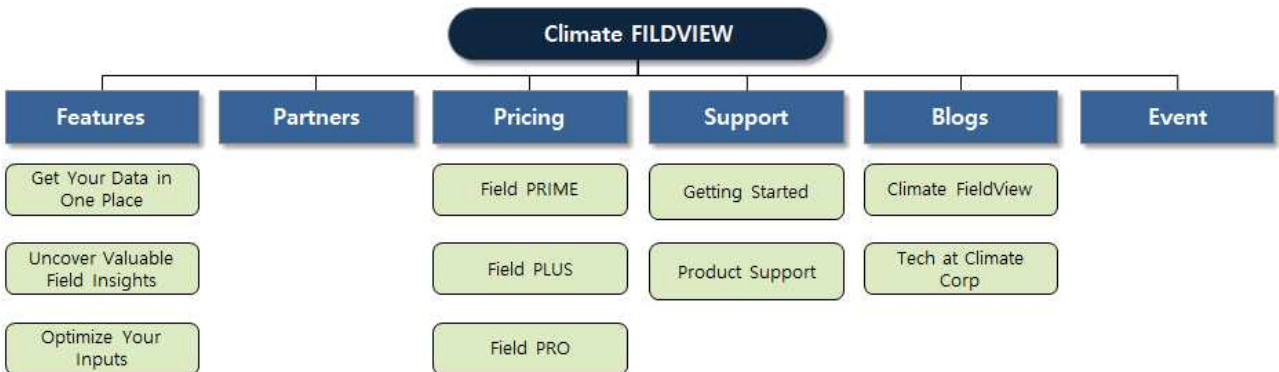 Climate FILDVIEW
Features
Partners
Pricing
Support
Blogs
Event
Get Your Data in
One Place
Field PRIME
Getting Started
Climate FieldView
Uncover Valuable
Field Insights
Field PLUS
Product Support
Tech at Climate
Corp
Optimize Your
Inputs
Field PRO